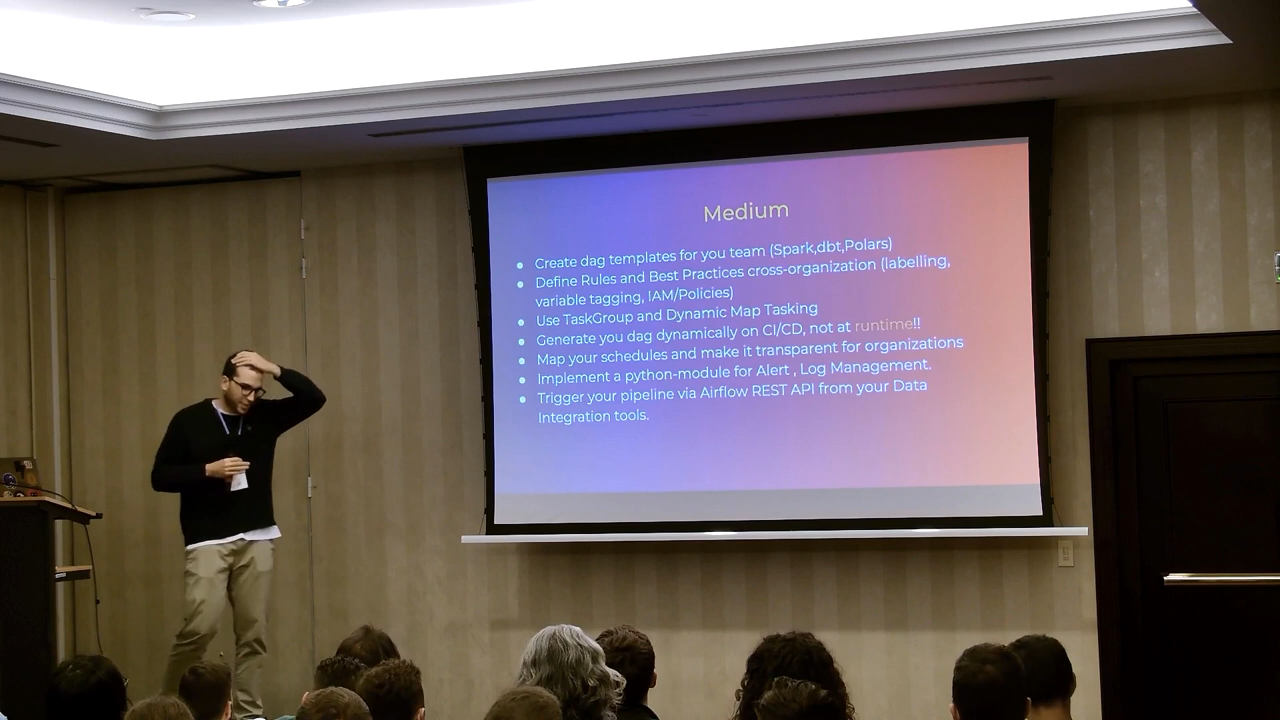 Medium
Create dag templates for you team (Spark,dbt,Polars)
Define Rules and Best Practices cross-organization (labelling,
variable tagging, IAM/Policies)
Use TaskGroup and Dynamic Map Tasking
Generate you dag dynamically on CI/CD, not at runtime!!
Map your schedules and make it transparent for organizations
Implement a python-module for Alert , Log Management.
Trigger your pipeline via Airflow REST API from your Data
Integration tools.